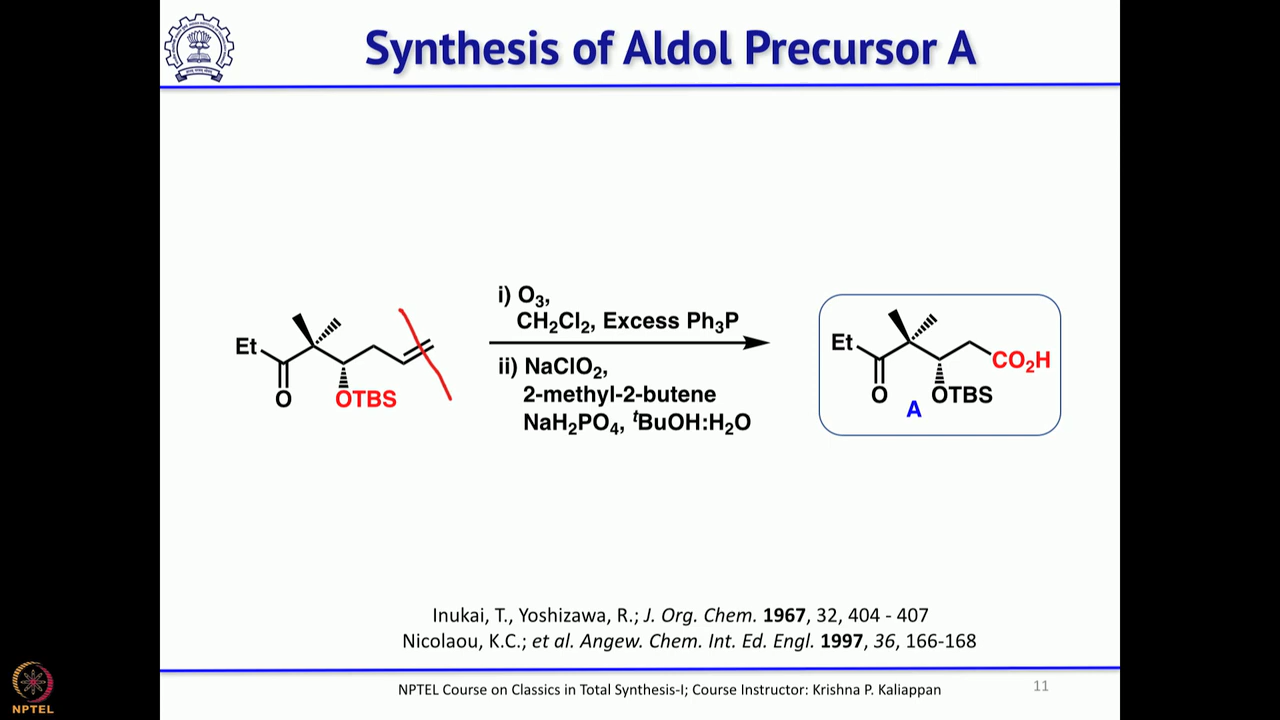 Synthesis of Aldol Precursor A
i) O₃,
CH₂Cl₂, Excess Ph₃P
ii) NaClO₂,
2-methyl-2-butene
NaH₂PO₄, ᵗBuOH:H₂O
Et
O
OTBS
Et
O
OTBS
CO₂H
A
Inukai, T., Yoshizawa, R.; J. Org. Chem. 1967, 32, 404 - 407
Nicolaou, K.C.; et al. Angew. Chem. Int. Ed. Engl. 1997, 36, 166-168
NPTEL
NPTEL Course on Classics in Total Synthesis-I; Course Instructor: Krishna P. Kaliappan
11